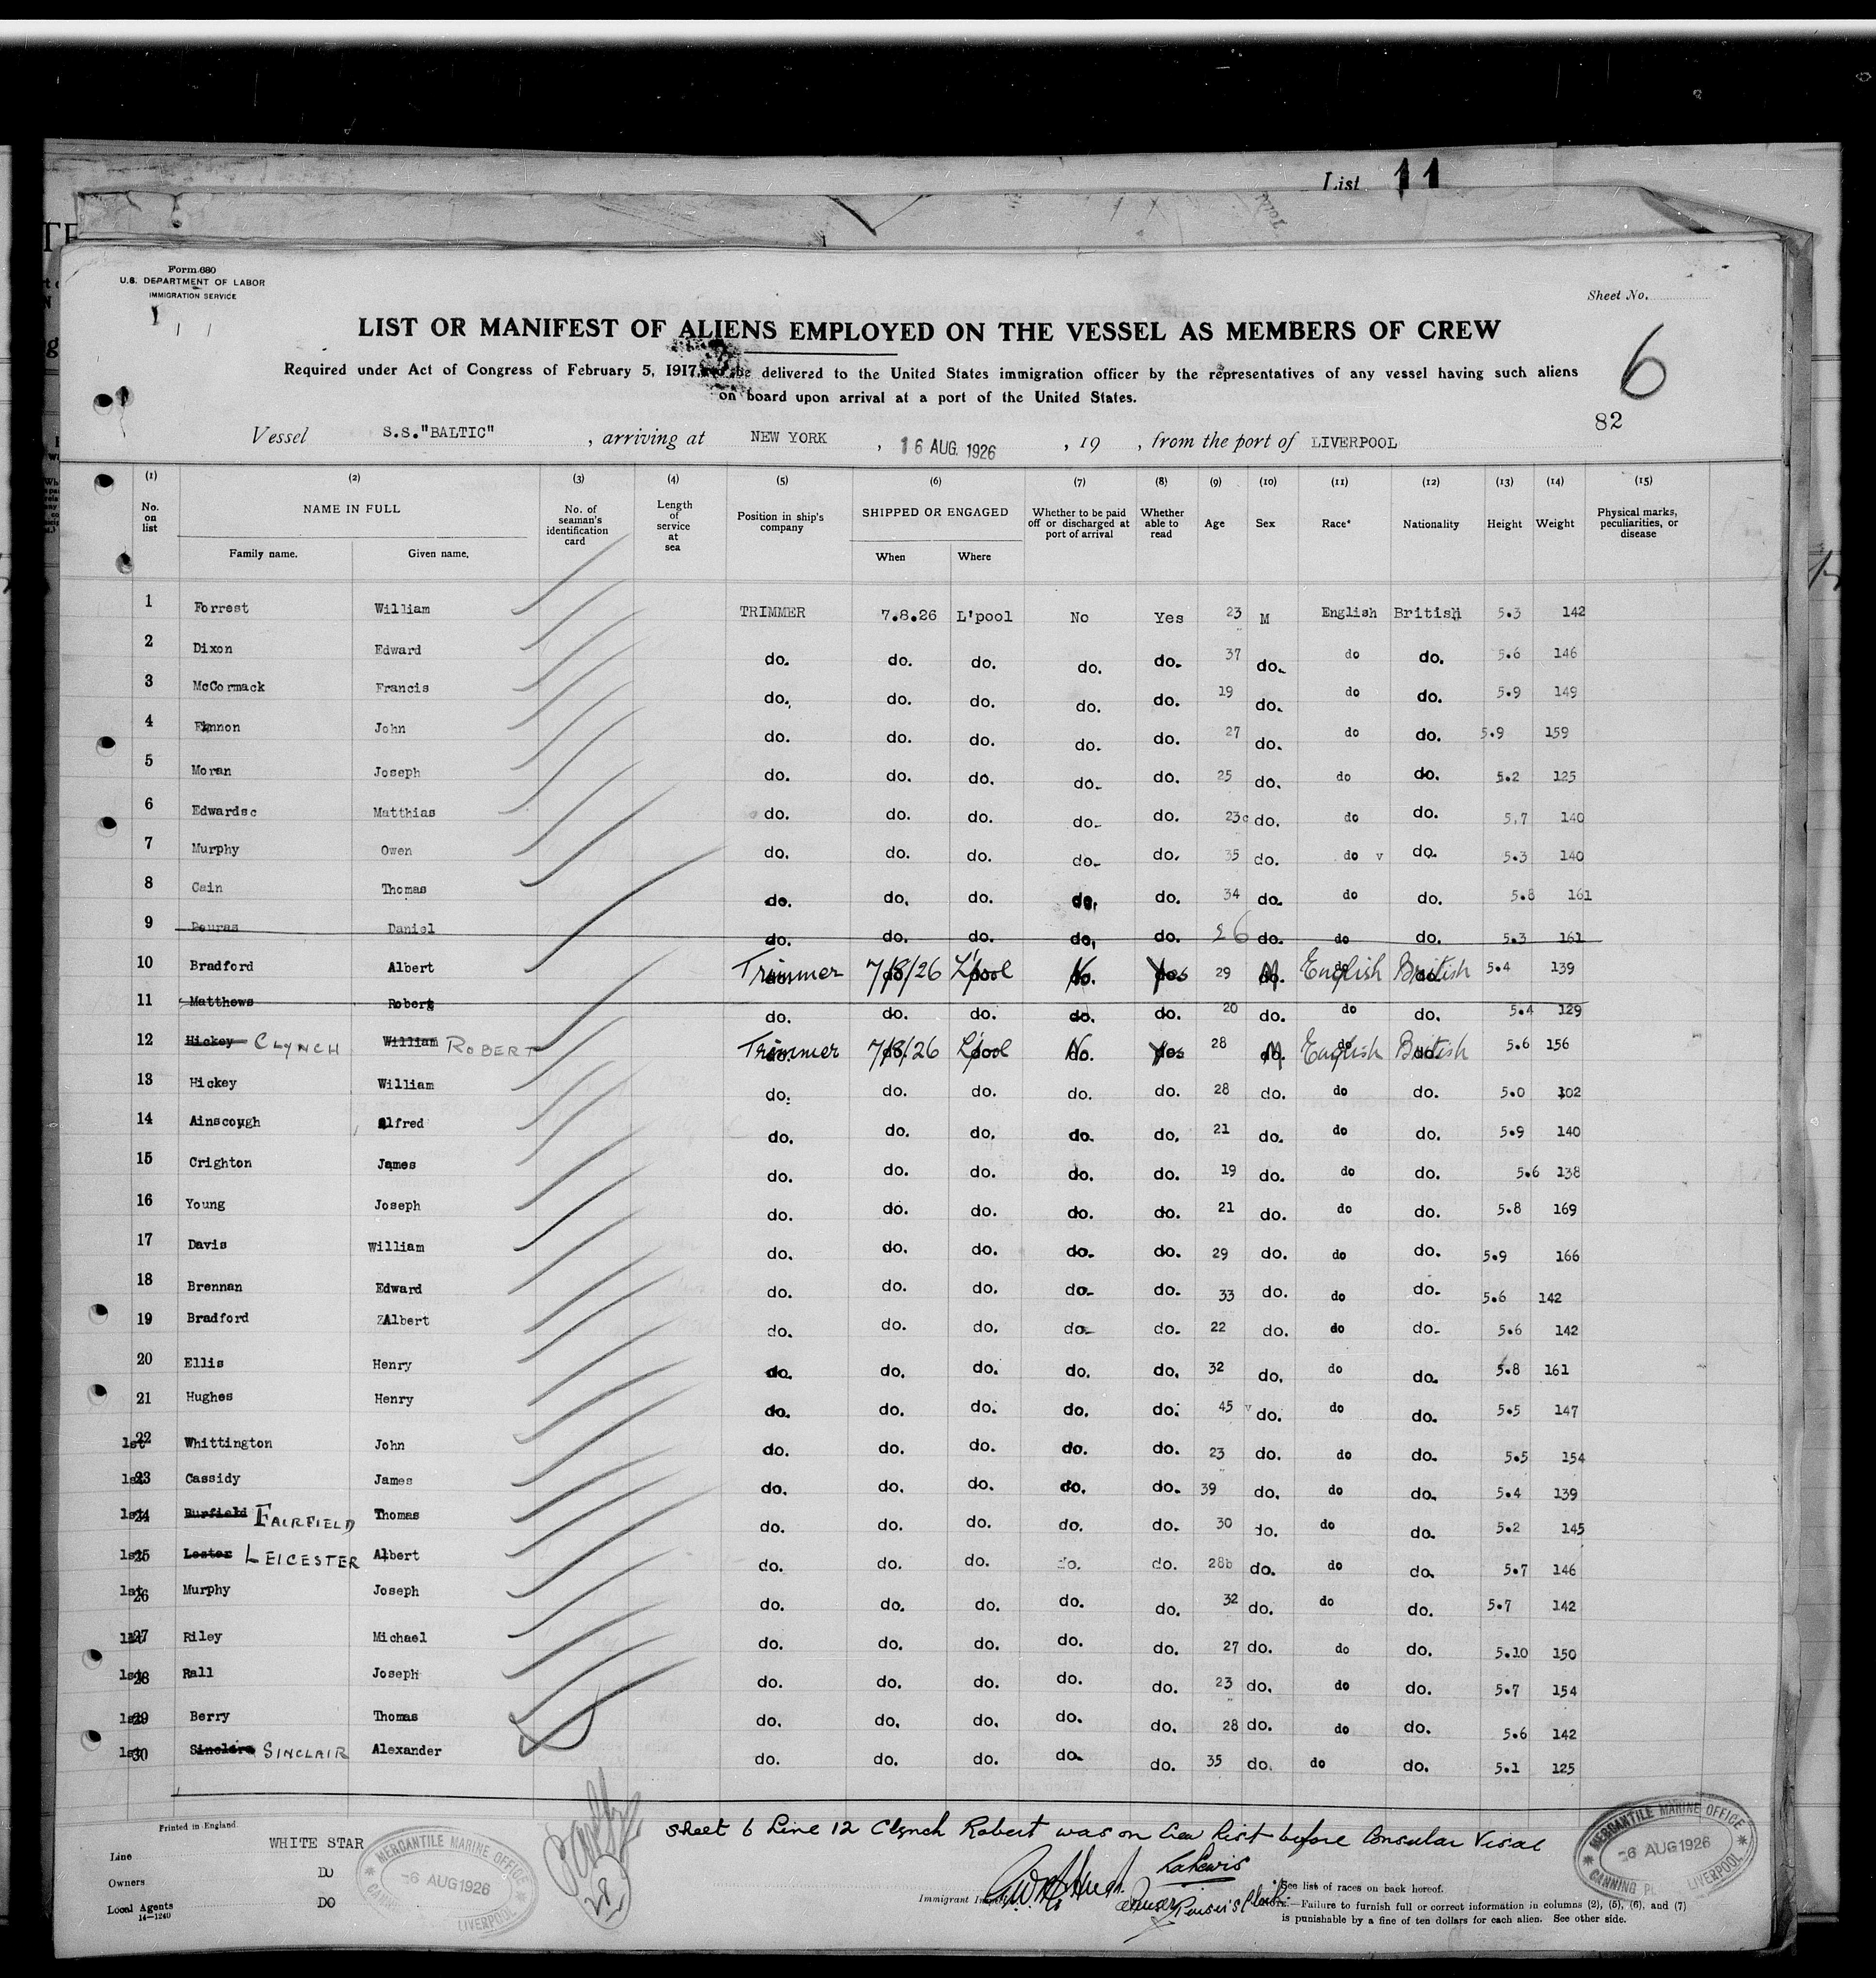 List 11
Form 680
U.S. DEPARTMENT OF LABOR
IMMIGRATION SERVICE
Sheet No.
6
LIST OR MANIFEST OF ALIENS EMPLOYED ON THE VESSEL AS MEMBERS OF CREW
Required under Act of Congress of February 5, 1917, to be delivered to the United States immigration officer by the representatives of any vessel having such aliens
on board upon arrival at a port of the United States.
82
Vessel S.S."BALTIC" , arriving at NEW YORK , 16 AUG. 1926 , 19 , from the port of LIVERPOOL
(1) (2) (3) (4) (5) (6) (7) (8) (9) (10) (11) (12) (13) (14) (15)
No. on list NAME IN FULL Family name. Given name. No. of seaman's identification card Length of service at sea Position in ship's company SHIPPED OR ENGAGED When Where Whether to be paid off or discharged at port of arrival Whether able to read Age Sex Race* Nationality Height Weight Physical marks, peculiarities, or disease
1 Forrest William TRIMMER 7.8.26 L'pool No Yes 23 M English British 5.3 142
2 Dixon Edward do. do. do. do. do. 37 do. do do. 5.6 146
3 McCormack Francis do. do. do. do. do. 19 do. do do. 5.9 149
4 John do. do. do. do. do. 27 do. do do. 5.9 159
5 Moran Joseph do. do. do. do. do. 25 do. do do. 5.2 125
6 Edwardsc Matthias do. do. do. do. do. 23c do. do do. 5.7 140
7 Murphy Owen do. do. do. do. do. 35 do. do v do. 5.3 140
8 Cain Thomas do. do. do. do. do. 34 do. do do. 5.8 161
9 Deuras Daniel do. do. do. do. do. 26 do. do do. 5.3 161
10 Bradford Albert Trimmer 7/8/26 L'pool No. Yes 29 M English British 5.4 139
11 Matthews Robert do. do. do. do. do. 20 do. do do. 5.4 129
12 Hickey CLYNCH William ROBERT Trimmer 7/8/26 L'pool No. Yes 28 M English British 5.6 156
13 Hickey William do. do. do. do. do. 28 do. do do. 5.0 102
14 Ainscough Alfred do. do. do. do. do. 21 do. do do. 5.9 140
15 Crighton James do. do. do. do. do. 19 do. do do. 5.6 138
16 Young Joseph do. do. do. do. do. 21 do. do do. 5.8 169
17 Davis William do. do. do. do. do. 29 do. do do. 5.9 166
18 Brennan Edward do. do. do. do. do. 33 do. do do. 5.6 142
19 Bradford ZAlbert do. do. do. do. do. 22 do. do do. 5.6 142
20 Ellis Henry do. do. do. do. do. 32 do. do do. 5.8 161
21 Hughes Henry do. do. do. do. do. 45 v do. do do. 5.5 147
1st 22 Whittington John do. do. do. do. do. 23 do. do do. 5.5 154
1st 23 Cassidy James do. do. do. do. do. 39 do. do do. 5.4 139
1st 24 Burfield FAIRFIELD Thomas do. do. do. do. do. 30 do. do do. 5.2 145
1st 25 Lester LEICESTER Albert do. do. do. do. do. 28b do. do do. 5.7 146
1st 26 Murphy Joseph do. do. do. do. do. 32 do. do do. 5.7 142
1st 27 Riley Michael do. do. do. do. do. 27 do. do do. 5.10 150
1st 28 Rall Joseph do. do. do. do. do. 23 do. do do. 5.7 154
1st 29 Berry Thomas do. do. do. do. do. 28 do. do do. 5.6 142
1st 30 SINCLAIR Alexander do. do. do. do. do. 35 do. do do. 5.1 125
Sheet 6 Line 12 Clynch Robert was on Crew list before Consular Visae
Printed in England.
Line WHITE STAR
Owners DO
Local Agents DO
14—1240
MERCANTILE MARINE OFFICE
-6 AUG 1926
CANNING PL LIVERPOOL
28
Immigrant
MERCANTILE MARINE OFFICE
-6 AUG 1926
CANNING PL LIVERPOOL
* See list of races on back hereof.
—Failure to furnish full or correct information in columns (2), (5), (6), and (7)
is punishable by a fine of ten dollars for each alien. See other side.